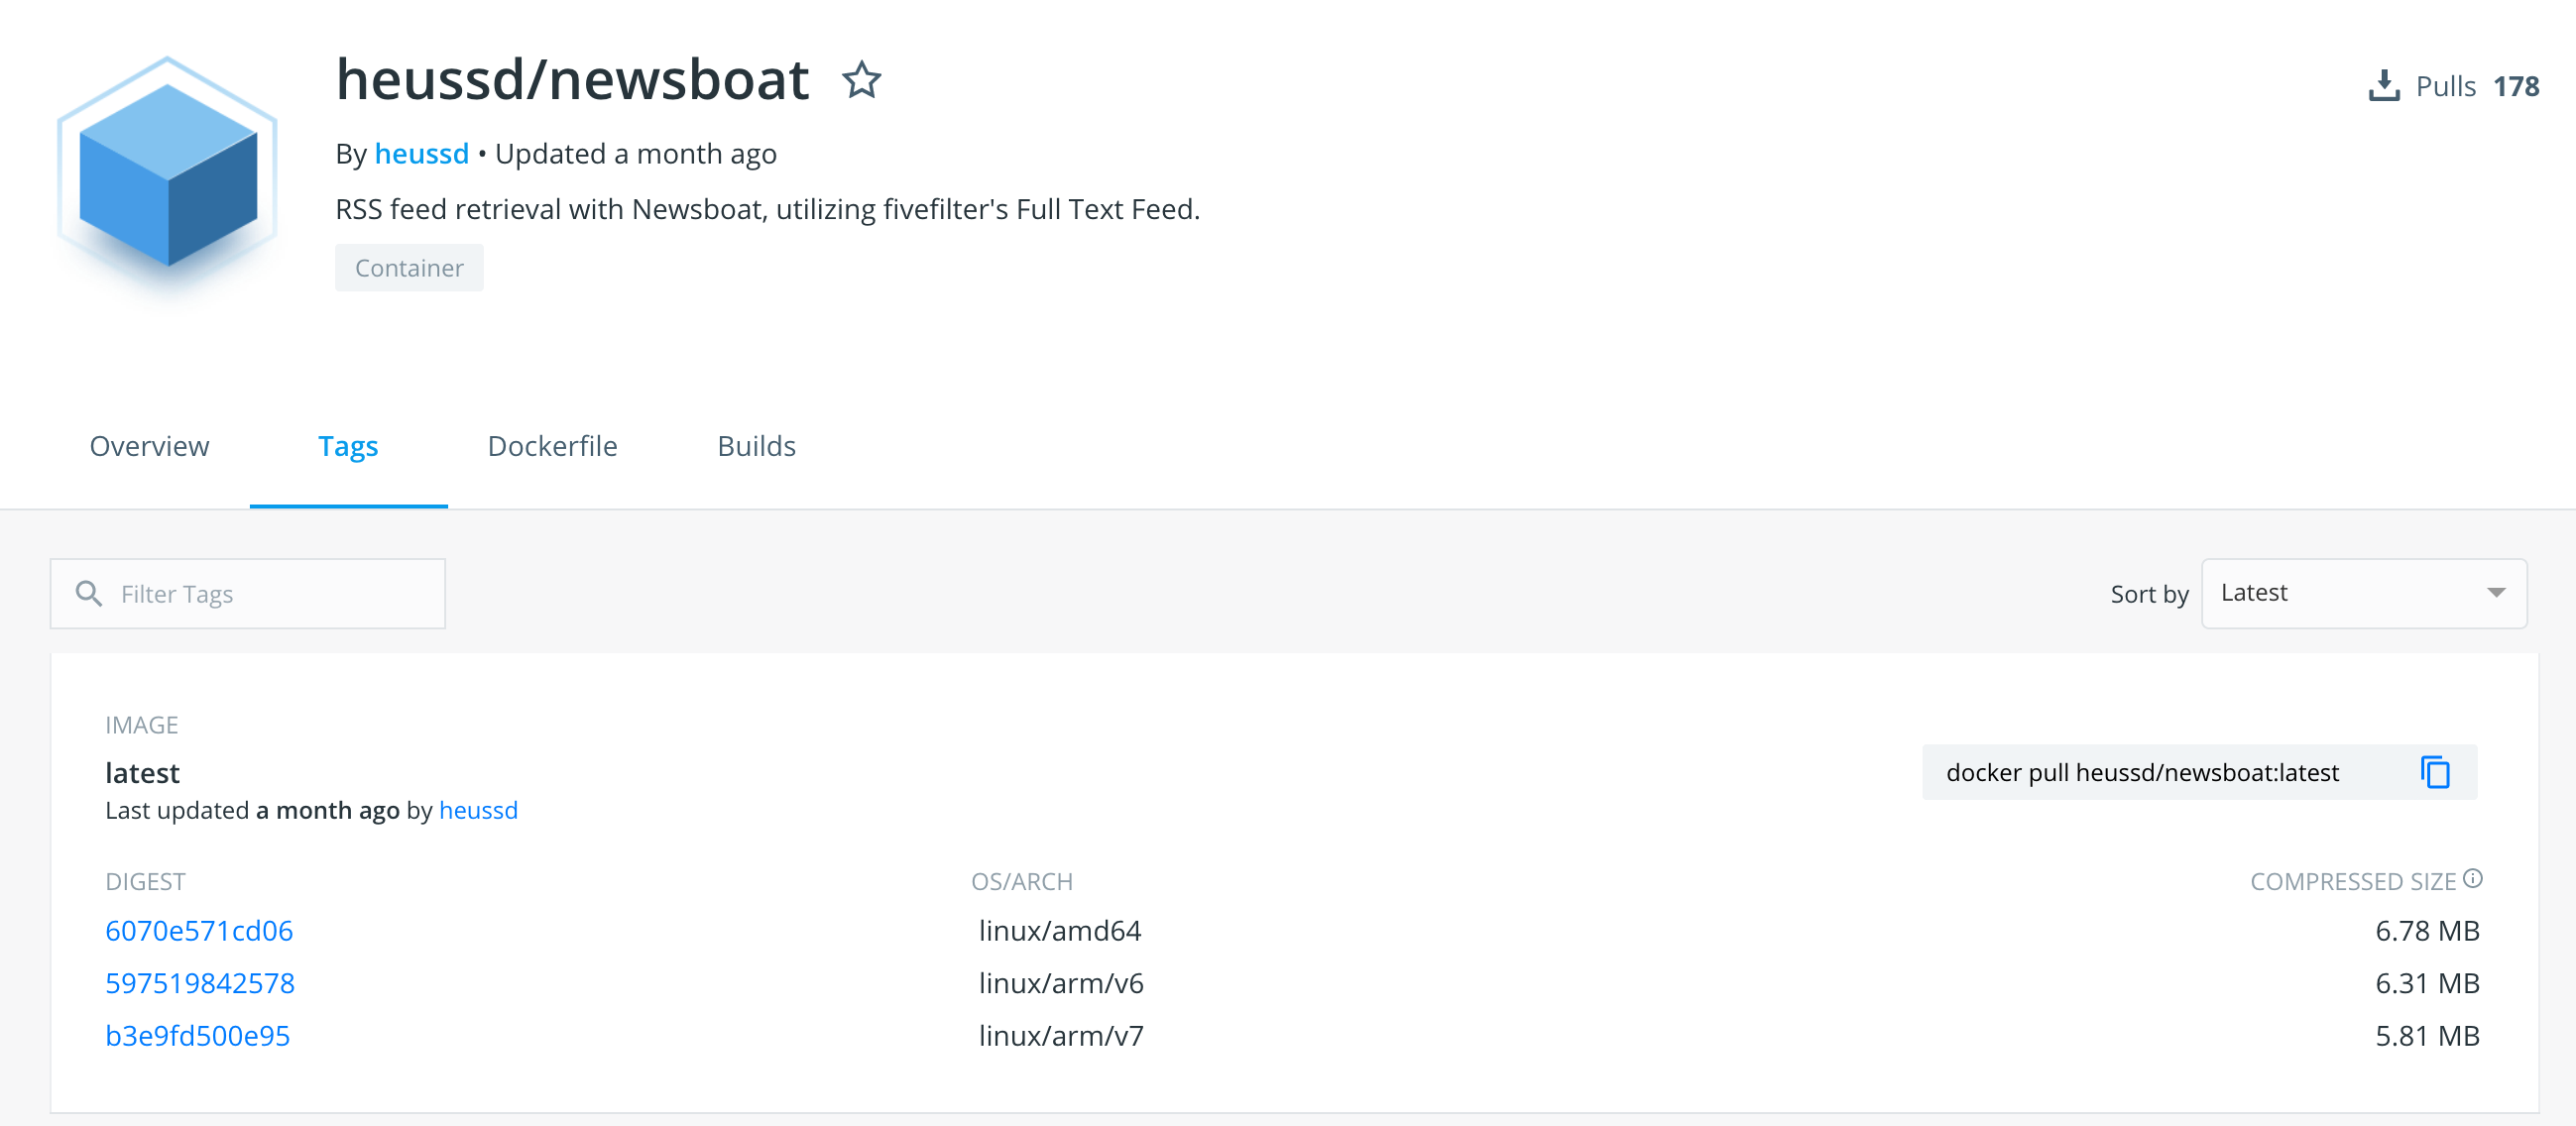 heussd/newsboat
Pulls 178
By heussd • Updated a month ago
RSS feed retrieval with Newsboat, utilizing fivefilter's Full Text Feed.
Container
Overview Tags Dockerfile Builds
Filter Tags
Sort by Latest
IMAGE
latest
docker pull heussd/newsboat:latest
Last updated a month ago by heussd
DIGEST OS/ARCH COMPRESSED SIZE
6070e571cd06 linux/amd64 6.78 MB
597519842578 linux/arm/v6 6.31 MB
b3e9fd500e95 linux/arm/v7 5.81 MB